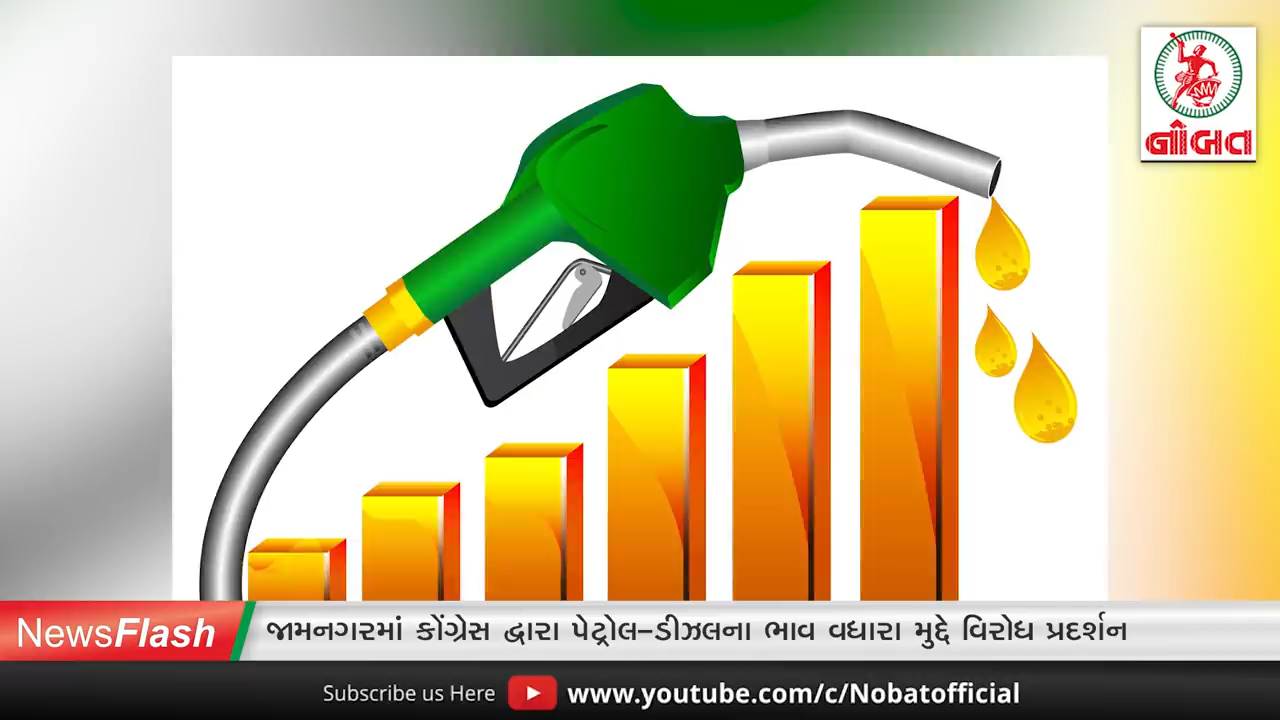 નોબત
NewsFlash
જામનગરમાં કોંગ્રેસ દ્વારા પેટ્રોલ-ડીઝલના ભાવ વધારા મુદ્દે વિરોધ પ્રદર્શન
Subscribe us Here www.youtube.com/c/Nobatofficial